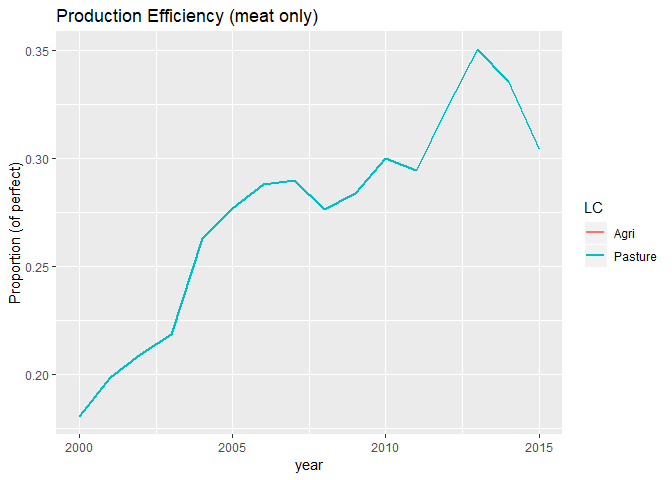 Production Efficiency (meat only)
Proportion (of perfect)
0.35
0.30
0.25
0.20
2000
2005
2010
2015
year
LC
Agri
Pasture